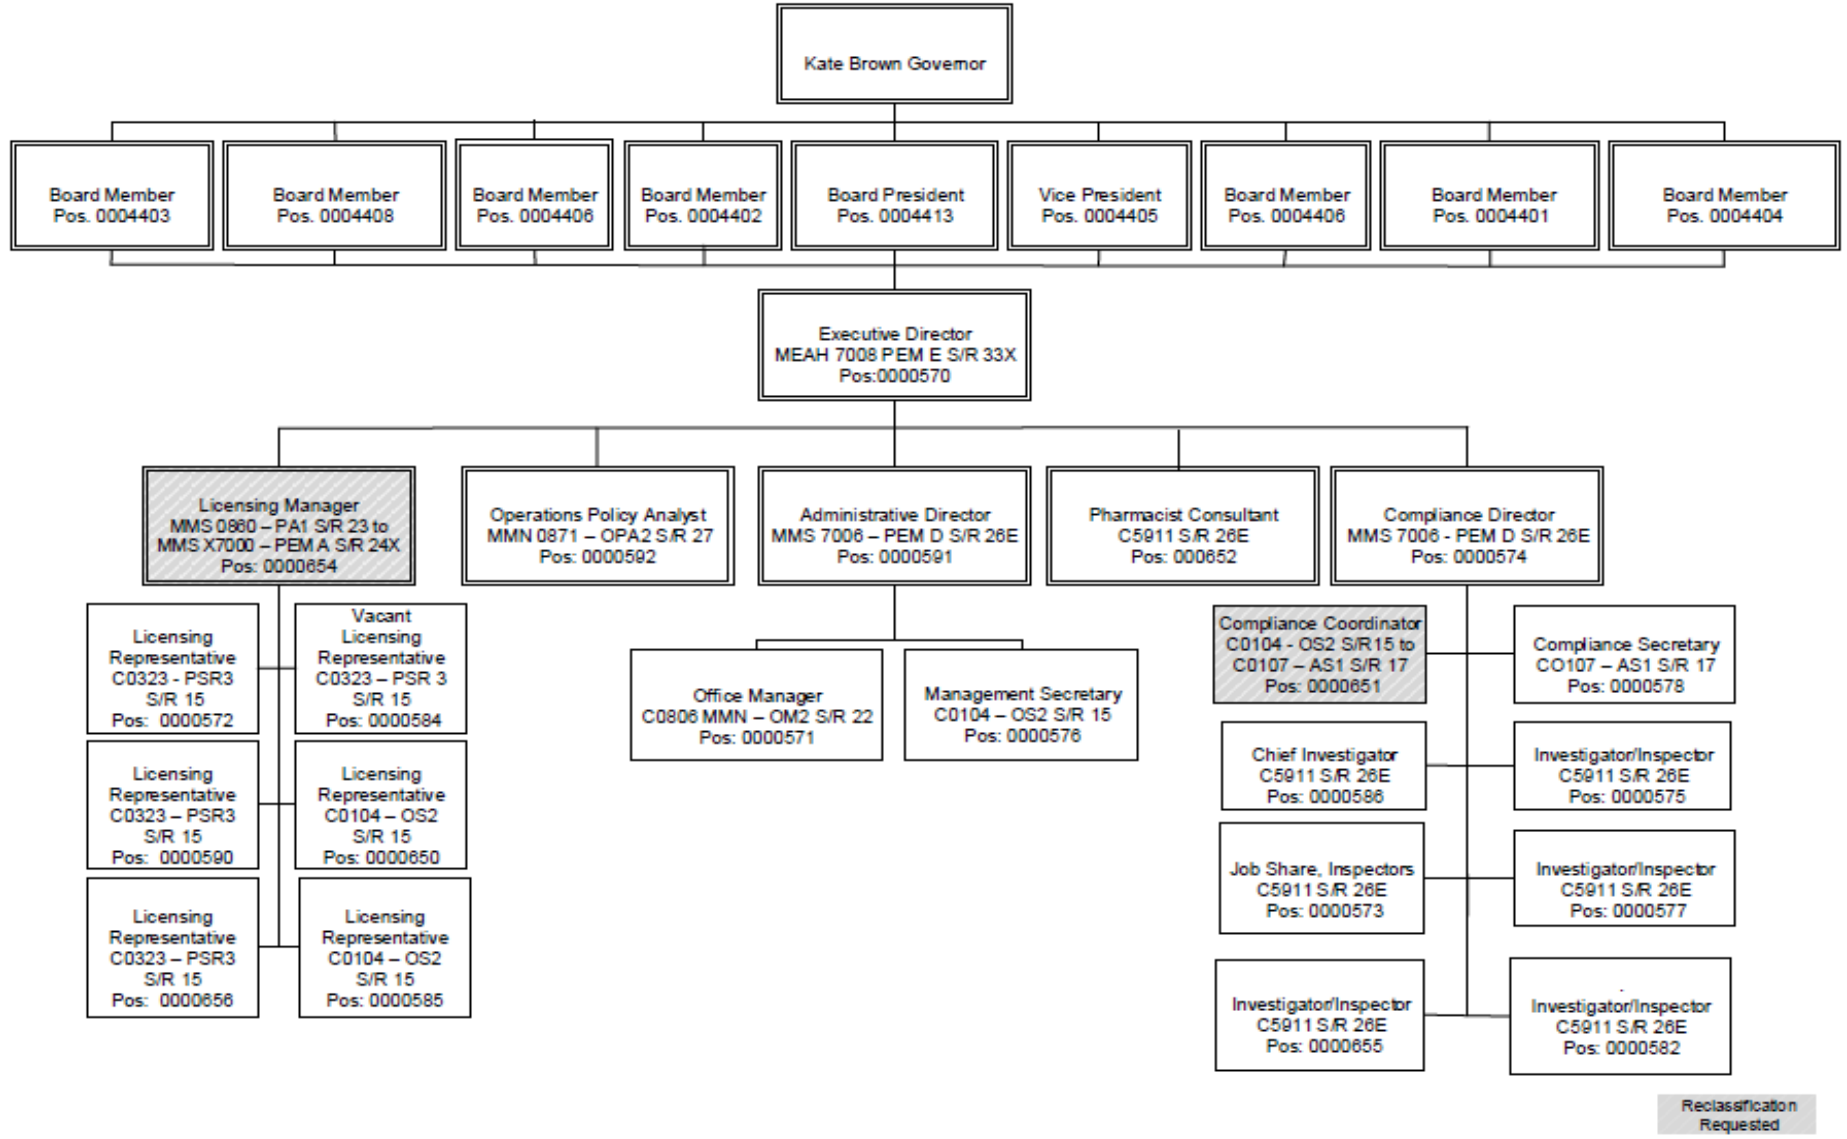 Kate Brown Governor
Board Member
Pos. 0004403
Board Member
Pos. 0004408
Board Member
Pos. 0004406
Board Member
Pos. 0004402
Board President
Pos. 0004413
Vice President
Pos. 0004405
Board Member
Pos. 0004406
Board Member
Pos. 0004401
Board Member
Pos. 0004404
Executive Director
MEAH 7008 PEM E S/R 33X
Pos:0000570
Licensing Manager
MMS 0860 – PA1 S/R 23 to
MMS X7000 – PEM A S/R 24X
Pos: 0000654
Operations Policy Analyst
MMN 0871 – OPA2 S/R 27
Pos: 0000592
Administrative Director
MMS 7006 – PEM D S/R 26E
Pos: 0000591
Pharmacist Consultant
C5911 S/R 26E
Pos: 000652
Compliance Director
MMS 7006 - PEM D S/R 26E
Pos: 0000574
Licensing
Representative
C0323 - PSR3
S/R 15
Pos: 0000572
Vacant
Licensing
Representative
C0323 – PSR 3
S/R 15
Pos: 0000584
Licensing
Representative
C0323 – PSR3
S/R 15
Pos: 0000590
Licensing
Representative
C0104 – OS2
S/R 15
Pos: 0000650
Licensing
Representative
C0323 – PSR3
S/R 15
Pos: 0000656
Licensing
Representative
C0104 – OS2
S/R 15
Pos: 0000585
Office Manager
C0806 MMN – OM2 S/R 22
Pos: 0000571
Management Secretary
C0104 – OS2 S/R 15
Pos: 0000576
Compliance Coordinator
C0104 - OS2 S/R15 to
C0107 – AS1 S/R 17
Pos: 0000651
Compliance Secretary
CO107 – AS1 S/R 17
Pos: 0000578
Chief Investigator
C5911 S/R 26E
Pos: 0000586
Investigator/Inspector
C5911 S/R 26E
Pos: 0000575
Job Share, Inspectors
C5911 S/R 26E
Pos: 0000573
Investigator/Inspector
C5911 S/R 26E
Pos: 0000577
Investigator/Inspector
C5911 S/R 26E
Pos: 0000655
.
Investigator/Inspector
C5911 S/R 26E
Pos: 0000582
Reclassification
Requested